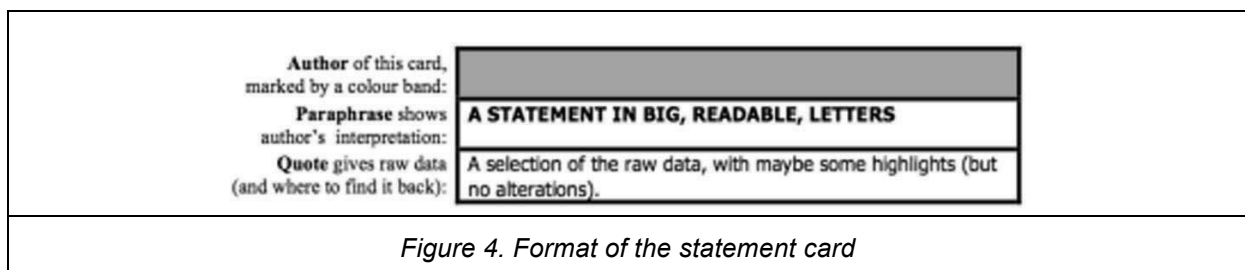 Author of this card,
marked by a colour band:
Paraphrase shows
author's interpretation:
A STATEMENT IN BIG, READABLE, LETTERS
Quote gives raw data
(and where to find it back):
A selection of the raw data, with maybe some highlights (but
no alterations).
Figure 4. Format of the statement card